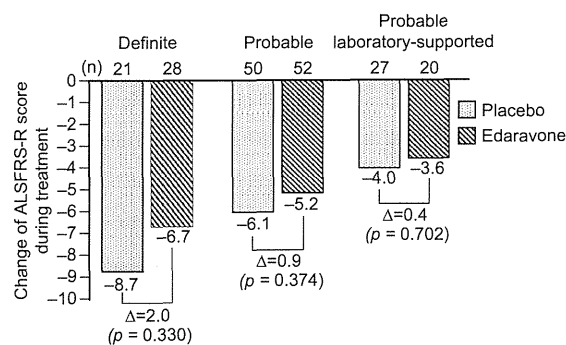 Probable
Definite Probable laboratory-supported
(n) 21 28 50 52 27 20
0
–1
–2
–3
–4
–5
–6
–7
–8
–9
–10
Change of ALSFRS-R score
during treatment
Placebo
Edaravone
–8.7
–6.7
–6.1
–5.2
–4.0
–3.6
Δ=2.0
(p = 0.330)
Δ=0.9
(p = 0.374)
Δ=0.4
(p = 0.702)